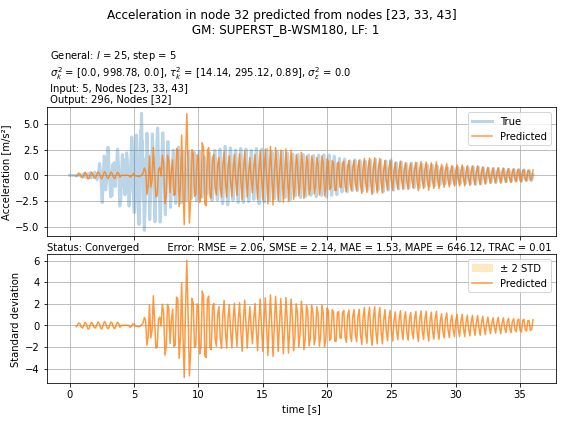 Acceleration in node 32 predicted from nodes [23, 33, 43]
GM: SUPERST_B-WSM180, LF: 1
General: l = 25, step = 5
σ²ₖ = [0.0, 998.78, 0.0], τ²ₖ = [14.14, 295.12, 0.89], σ²ₑ = 0.0
Input: 5, Nodes [23, 33, 43]
Output: 296, Nodes [32]
Acceleration [m/s²]
5.0
2.5
0.0
−2.5
−5.0
True
Predicted
Status: Converged
Error: RMSE = 2.06, SMSE = 2.14, MAE = 1.53, MAPE = 646.12, TRAC = 0.01
Standard deviation
6
4
2
0
−2
−4
± 2 STD
Predicted
0 5 10 15 20 25 30 35
time [s]